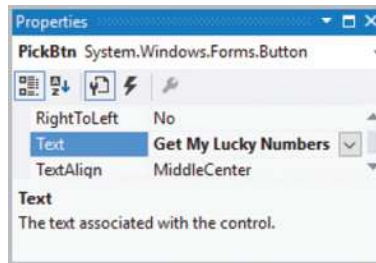 Properties
PickBtn System.Windows.Forms.Button
RightToLeft No
Text Get My Lucky Numbers
TextAlign MiddleCenter
Text
The text associated with the control.